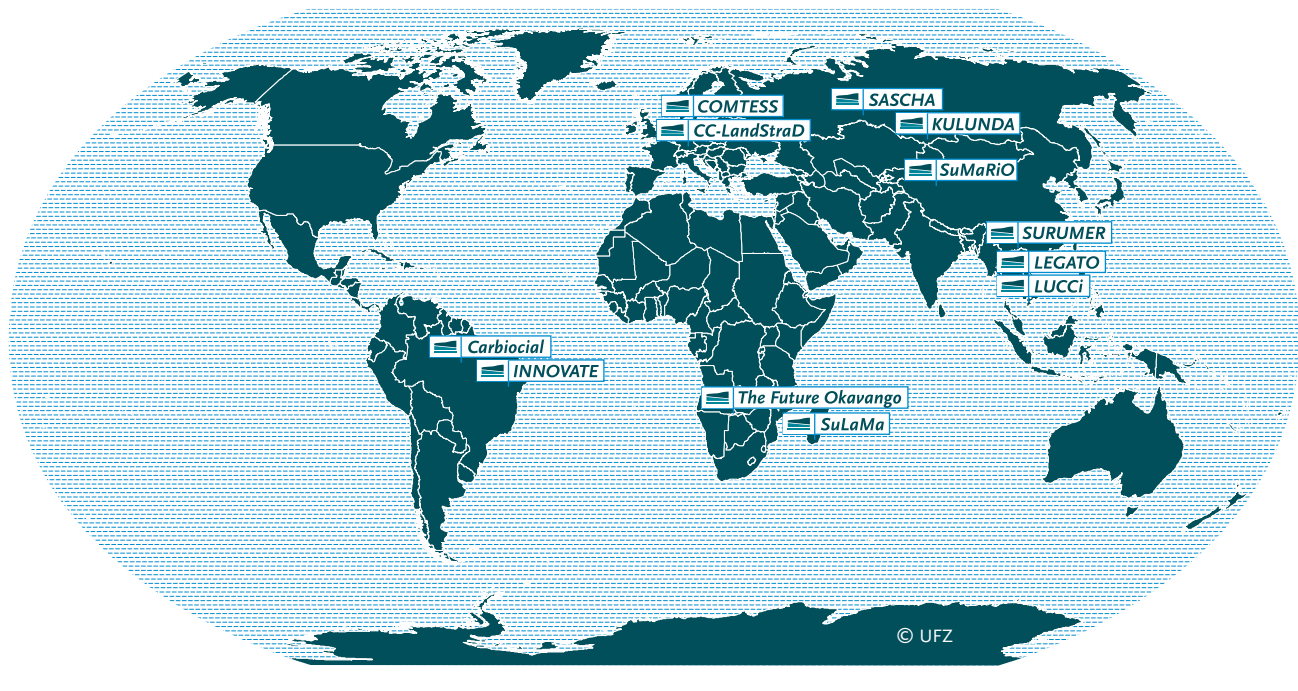 SASCHA
COMTESS
KULUNDA
CC-LandStraD
SuMaRiO
SURUMER
LEGATO
LUCCi
Carbiocial
INNOVATE
The Future Okavango
SuLaMa
© UFZ